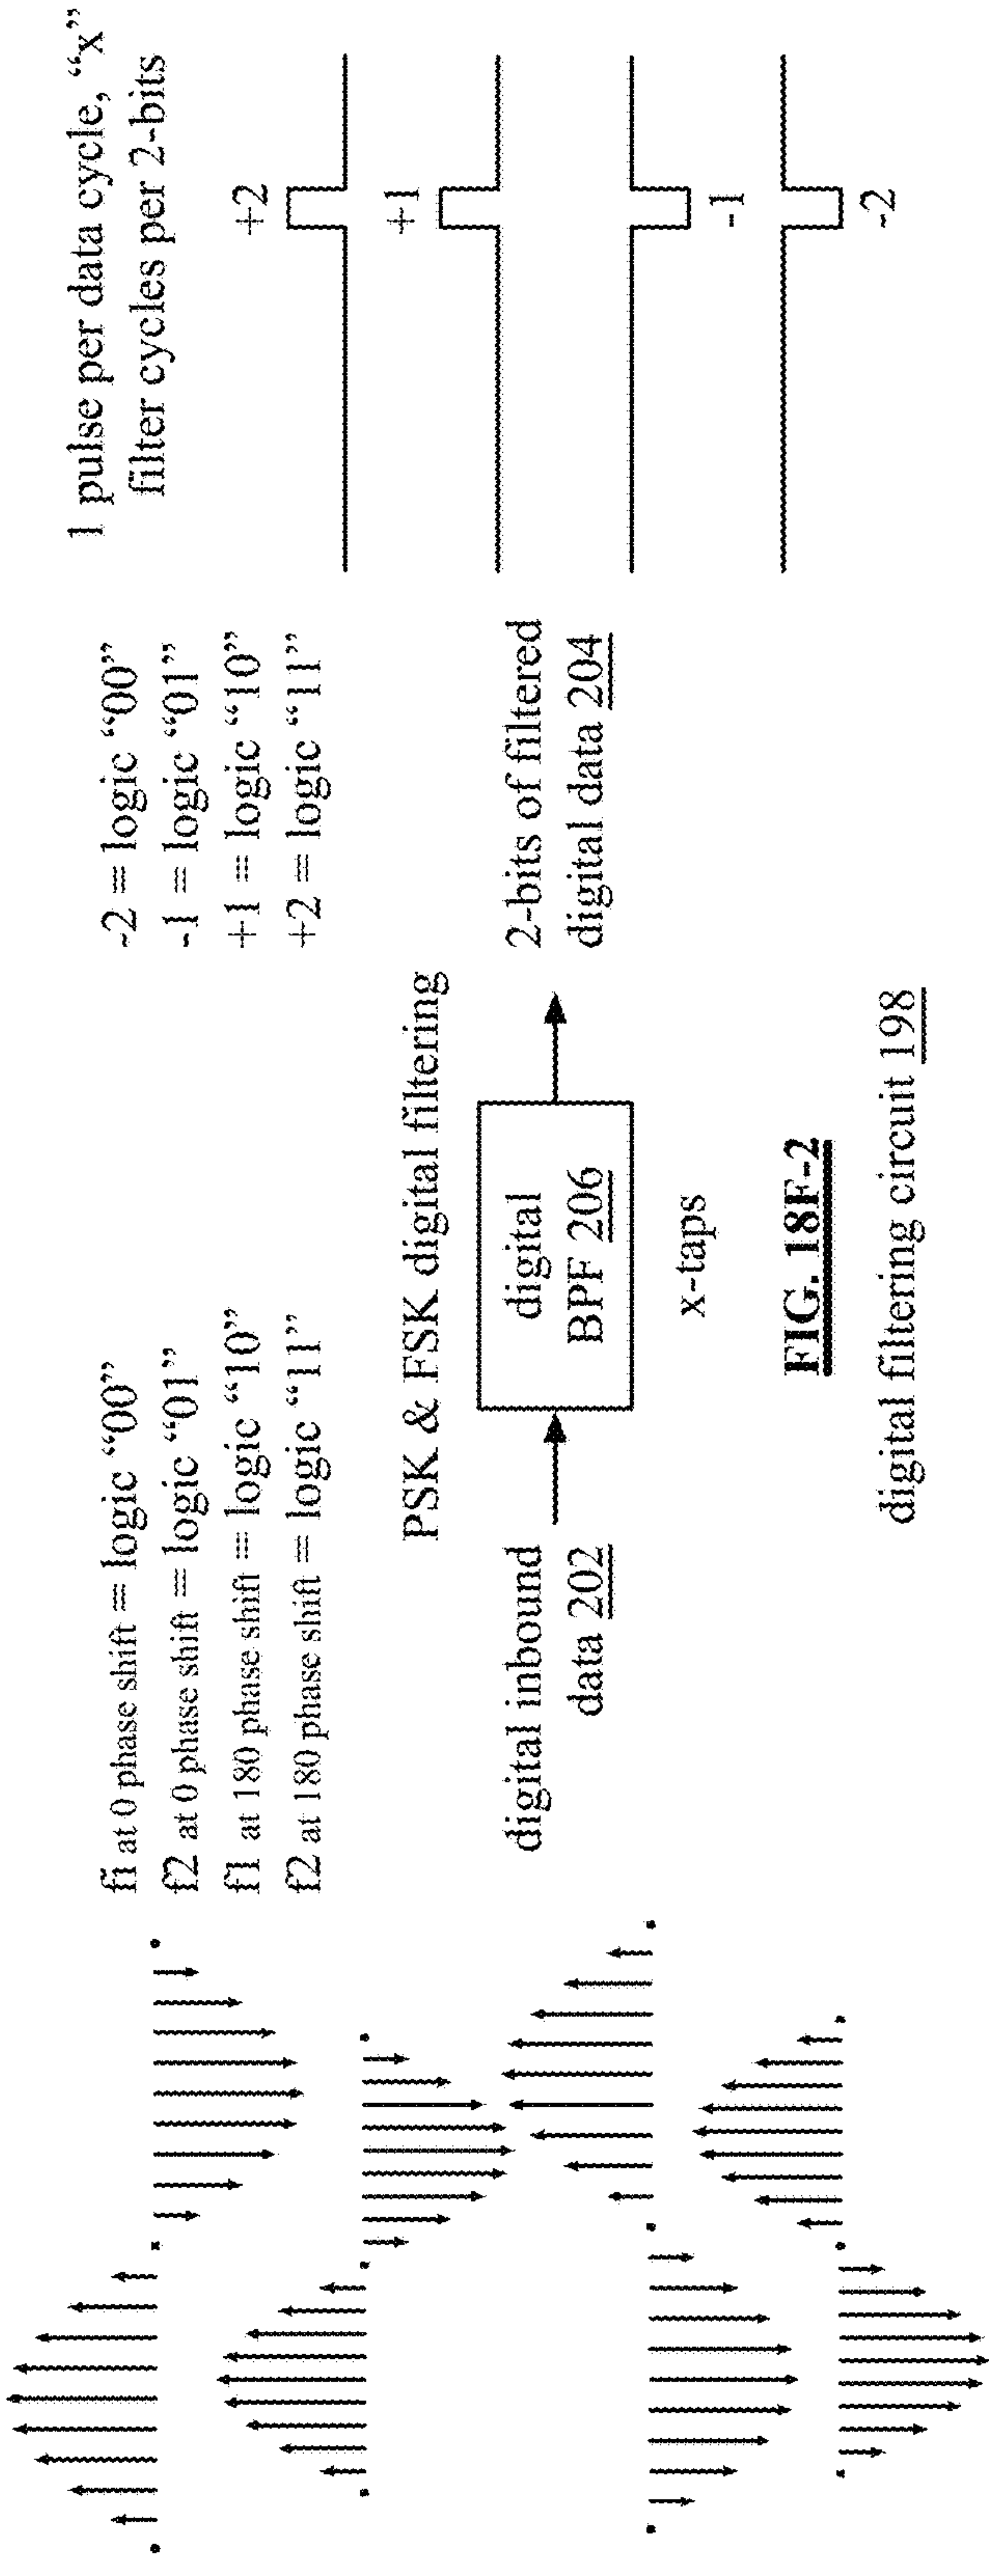 f1 at 0 phase shift = logic “00”
f2 at 0 phase shift = logic “01”
f1 at 180 phase shift = logic “10”
f2 at 180 phase shift = logic “11”
-2 = logic “00”
-1 = logic “01”
+1 = logic “10”
+2 = logic “11”
1 pulse per data cycle, “x”
filter cycles per 2-bits
+2
+1
-1
-2
PSK & FSK digital filtering
digital inbound
data 202
digital
BPF 206
x-taps
2-bits of filtered
digital data 204
FIG. 18F-2
digital filtering circuit 198